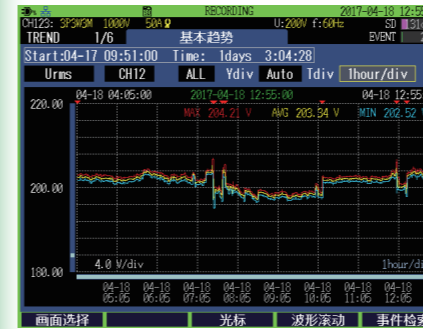 RECORDING 2017-04-18 12:55
CH123: 3P3W3M 1000V 50A U:200V f:60Hz SD
TREND 1/6 基本趋势 EVENT
Start:04-17 09:51:00 Time: 1days 3:04:28
Urms CH12 ALL Ydiv Auto Tdiv 1hour/div
04-18 04:05:00 2017-04-18 12:55:00 04-18 12:55
220.00
MAX 204.21 V AVG 203.34 V MIN 202.52 V
200.00
4.0 V/div 1hour/di
180.00
04-18 04-18 04-18 04-18 04-18 04-18 04-18 04-18
05:05 06:05 07:05 08:05 09:05 10:05 11:05 12:05
画面选择 光标 波形滚动 事件检索